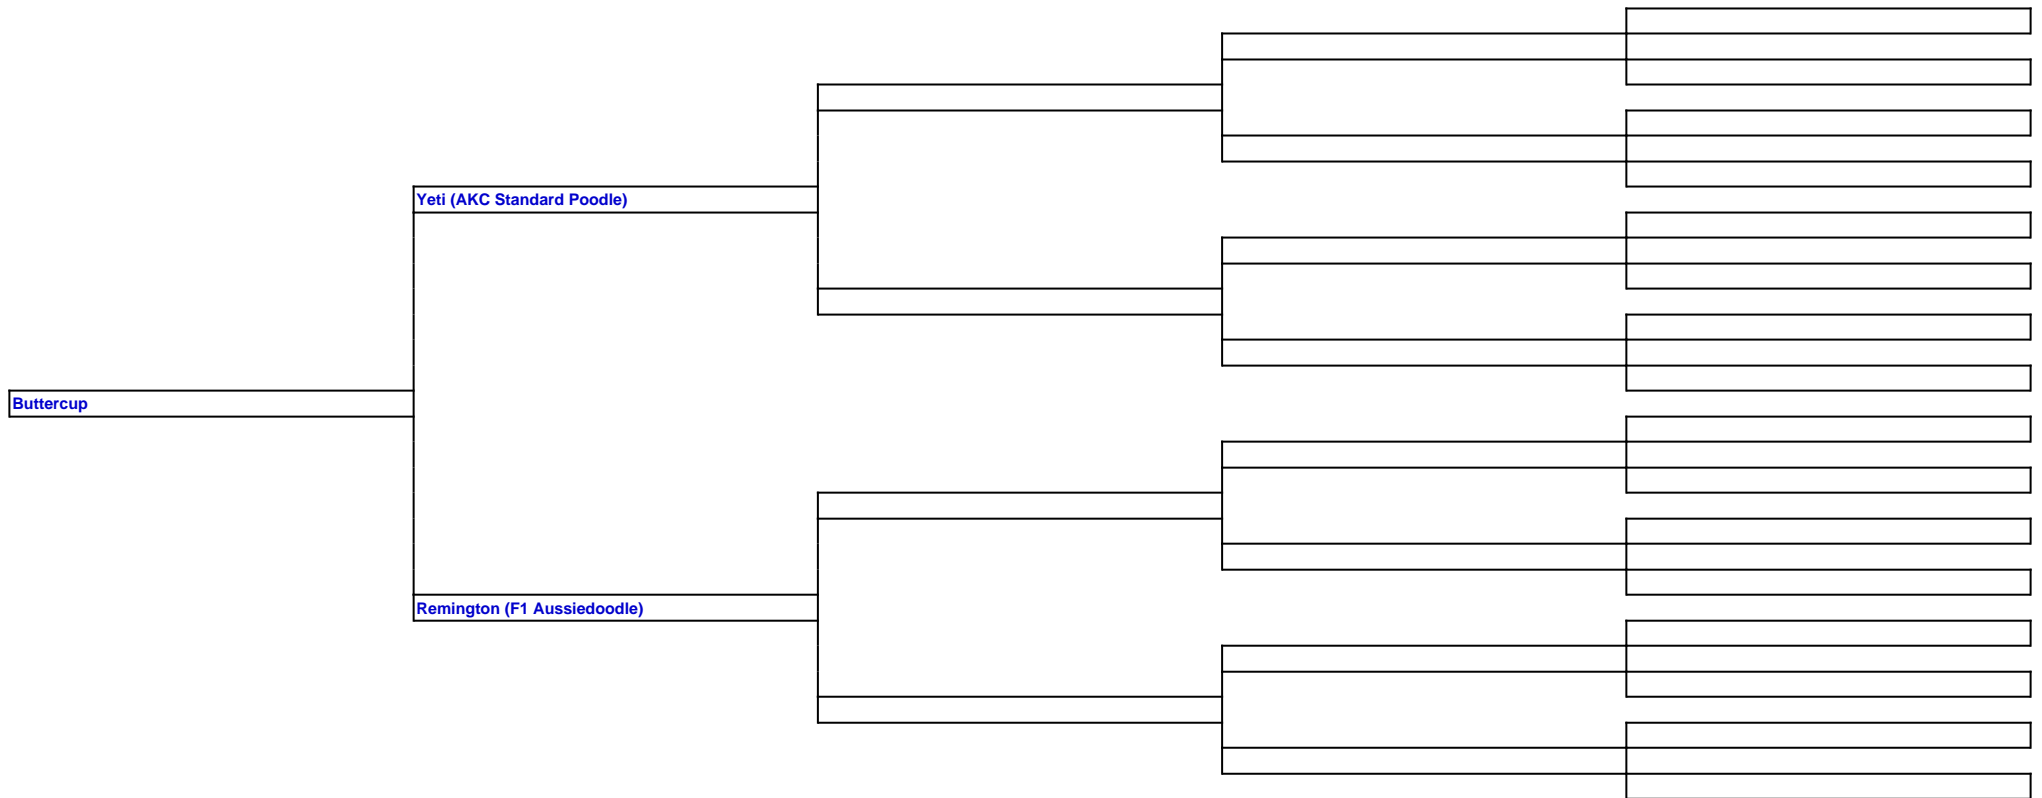 Yeti (AKC Standard Poodle)
Buttercup
Remington (F1 Aussiedoodle)